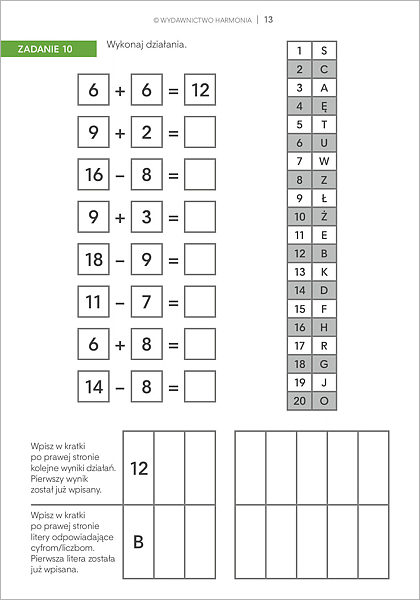 © WYDAWNICTWO HARMONIA | 13
ZADANIE 10
Wykonaj działania.
6 + 6 = 12
9 + 2 =
16 – 8 =
9 + 3 =
18 – 9 =
11 – 7 =
6 + 8 =
14 – 8 =
1 S
2 C
3 A
4 Ę
5 T
6 U
7 W
8 Z
9 Ł
10 Ż
11 E
12 B
13 K
14 D
15 F
16 H
17 R
18 G
19 J
20 O
Wpisz w kratki
po prawej stronie
kolejne wyniki działań.
Pierwszy wynik
został już wpisany.
12
Wpisz w kratki
po prawej stronie
litery odpowiadające
cyfrom/liczbom.
Pierwsza litera została
już wpisana.
B